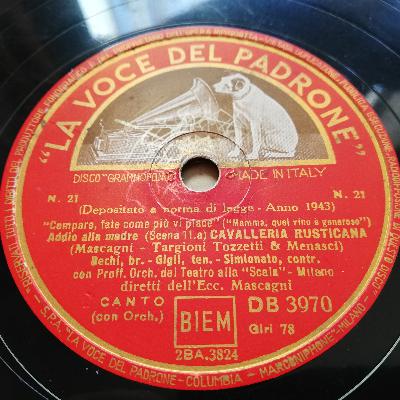 "LA VOCE DEL PADRONE"
DISCO "GRAMMOFONO"
MADE IN ITALY
N. 21
N. 21
(Depositato a norma di legge - Anno 1943)
"Compare, fate come più vi piace" ("Mamma, quel vino è generoso")
Addio alla madre (Scena 11.a) CAVALLERIA RUSTICANA
(Mascagni - Targioni Tozzetti & Menasci)
Bechi, br. - Gigli, ten. - Simionato, contr.
con Proff. Orch. del Teatro alla "Scala" - Milano
diretti dell'Ecc. Mascagni
CANTO
(con Orch.)
BIEM
DB 3970
Giri 78
2BA.3824
S.p.A. "LA VOCE DEL PADRONE - COLUMBIA - MARCONIPHONE" - MILANO